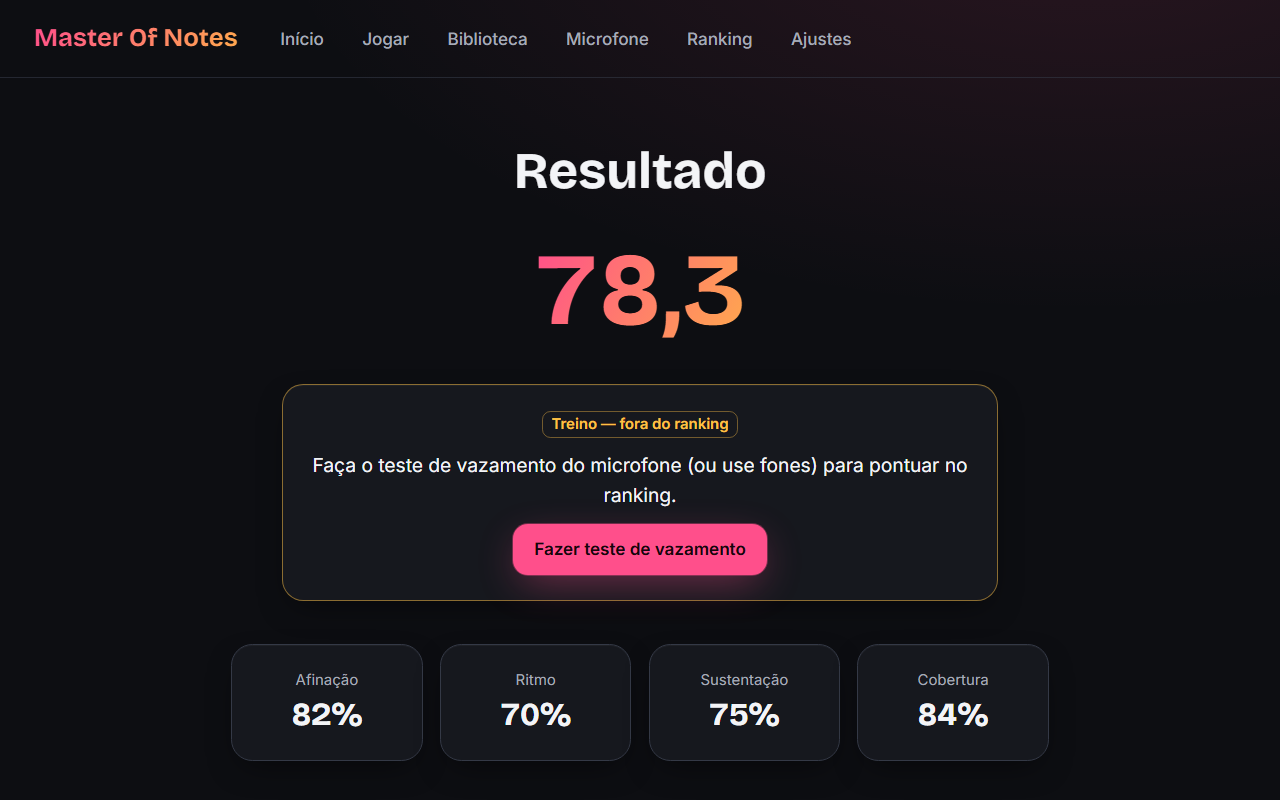 Master Of Notes
Início
Jogar
Biblioteca
Microfone
Ranking
Ajustes
Resultado
78,3
Treino — fora do ranking
Faça o teste de vazamento do microfone (ou use fones) para pontuar no
ranking.
Fazer teste de vazamento
Afinação
82%
Ritmo
70%
Sustentação
75%
Cobertura
84%